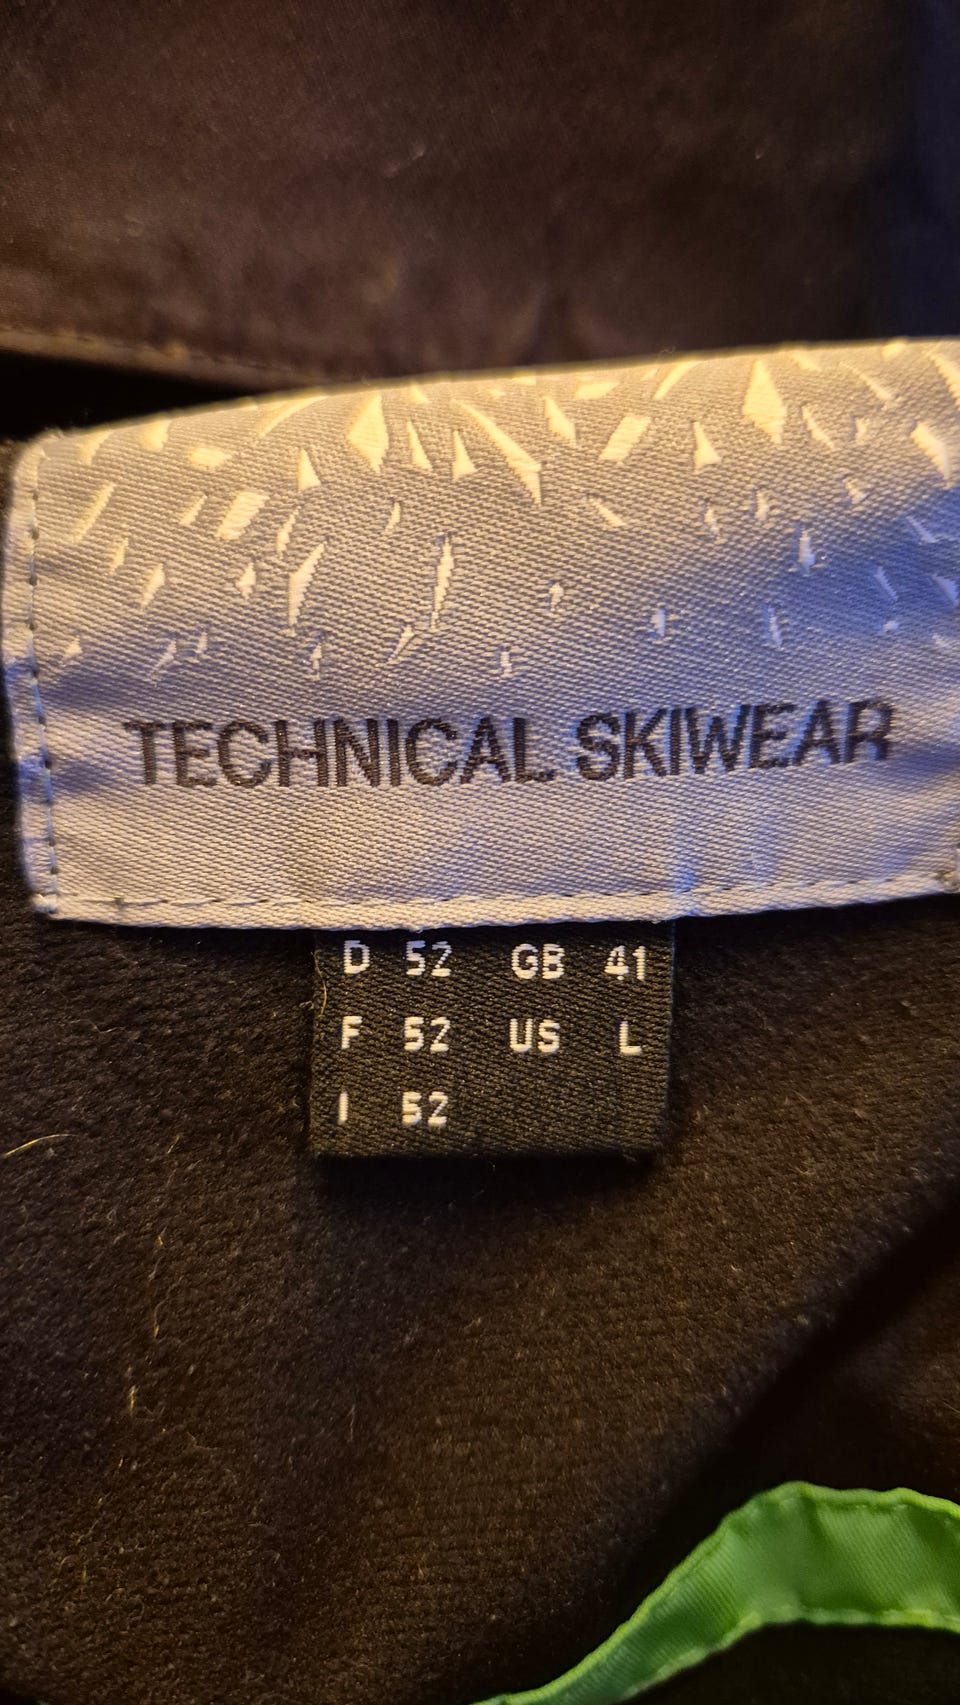 TECHNICAL SKIWEAR
D 52 GB 41
F 52 US L
I 52